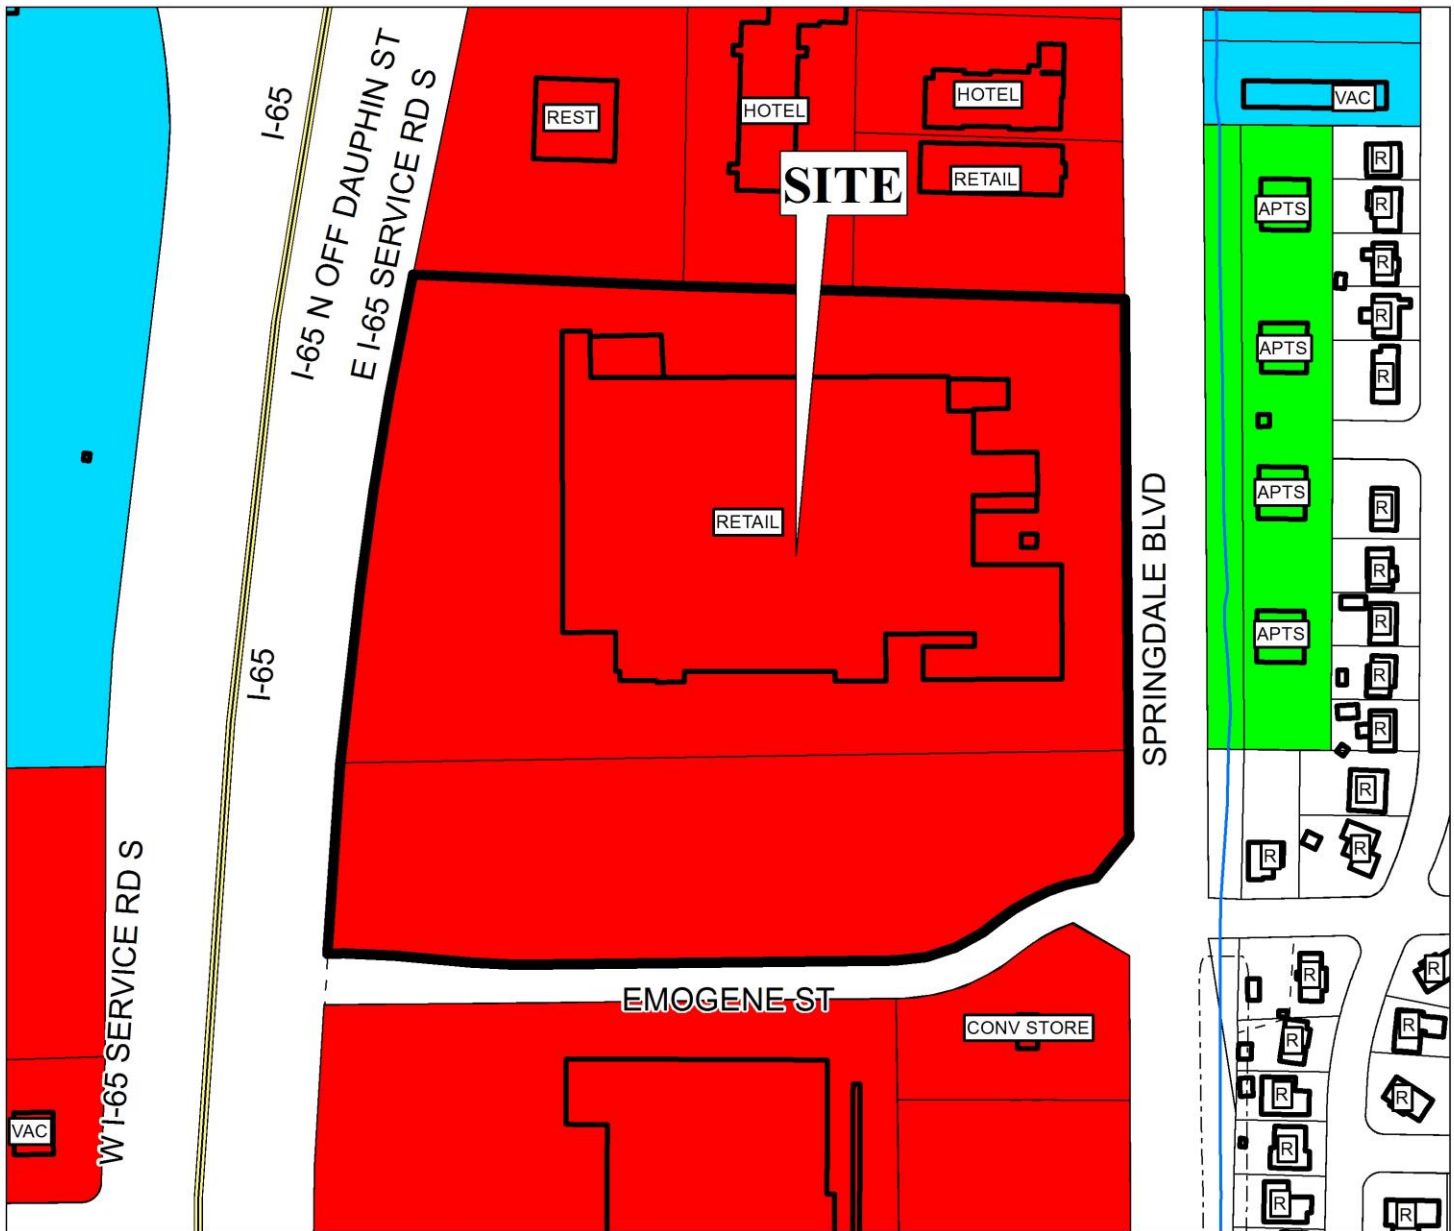 I-65
I-65 N OFF DAUPHIN ST
E I-65 SERVICE RD S
REST
HOTEL
HOTEL
RETAIL
SITE
VAC
APTS
APTS
APTS
APTS
R
R
R
R
R
R
R
R
R
R
R
R
R
RETAIL
SPRINGDALE BLVD
I-65
W I-65 SERVICE RD S
VAC
EMOGENE ST
CONV STORE
R
R
R
R
R
R
R
R
R